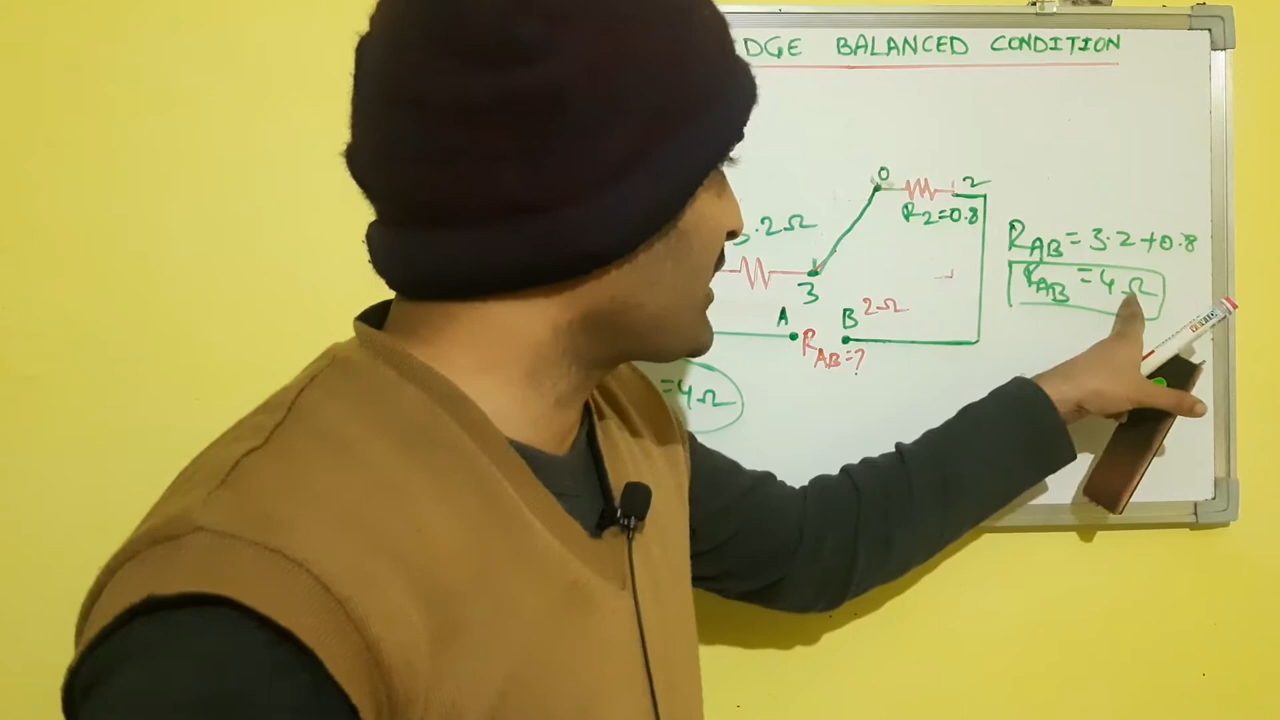 DGE BALANCED CONDITION
0
2
R2=0.8
3.2Ω
3
RAB=3.2+0.8
RAB=4Ω
A
B
2Ω
RAB=?
=4Ω